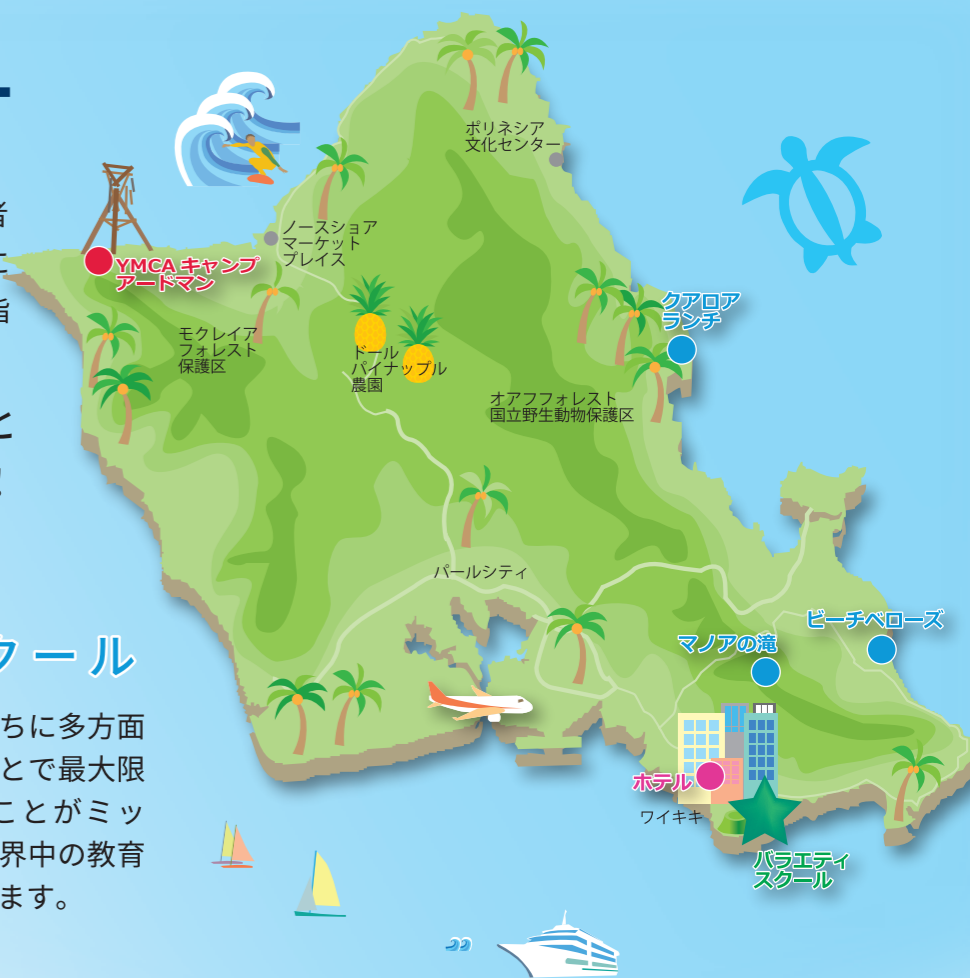 ポリネシア
文化センター
ノースショア
マーケット
プレイス
YMCA キャンプ
アードマン
クアロア
ランチ
モクレイア
フォレスト
保護区
ドール
パイナップル
農園
オアフフォレスト
国立野生動物保護区
パールシティ
ビーチベローズ
マノアの滝
ホテル
ワイキキ
バラエティ
スクール
クール
ちに多方面
とで最大限
ことがミッ
界中の教育
ます。
者
に
指
と